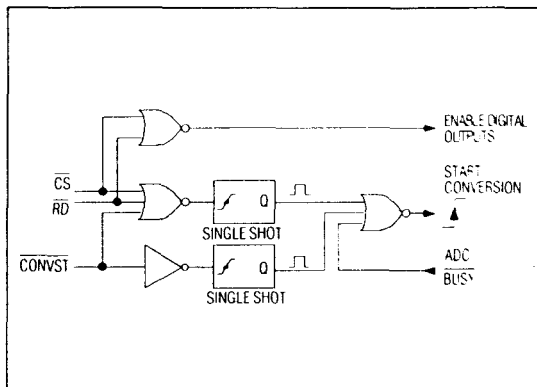 ENABLE DIGITAL
OUTPUTS
START
CONVERSION
CS
RD
Q
SINGLE SHOT
CONVST
Q
SINGLE SHOT
ADC
BUSY